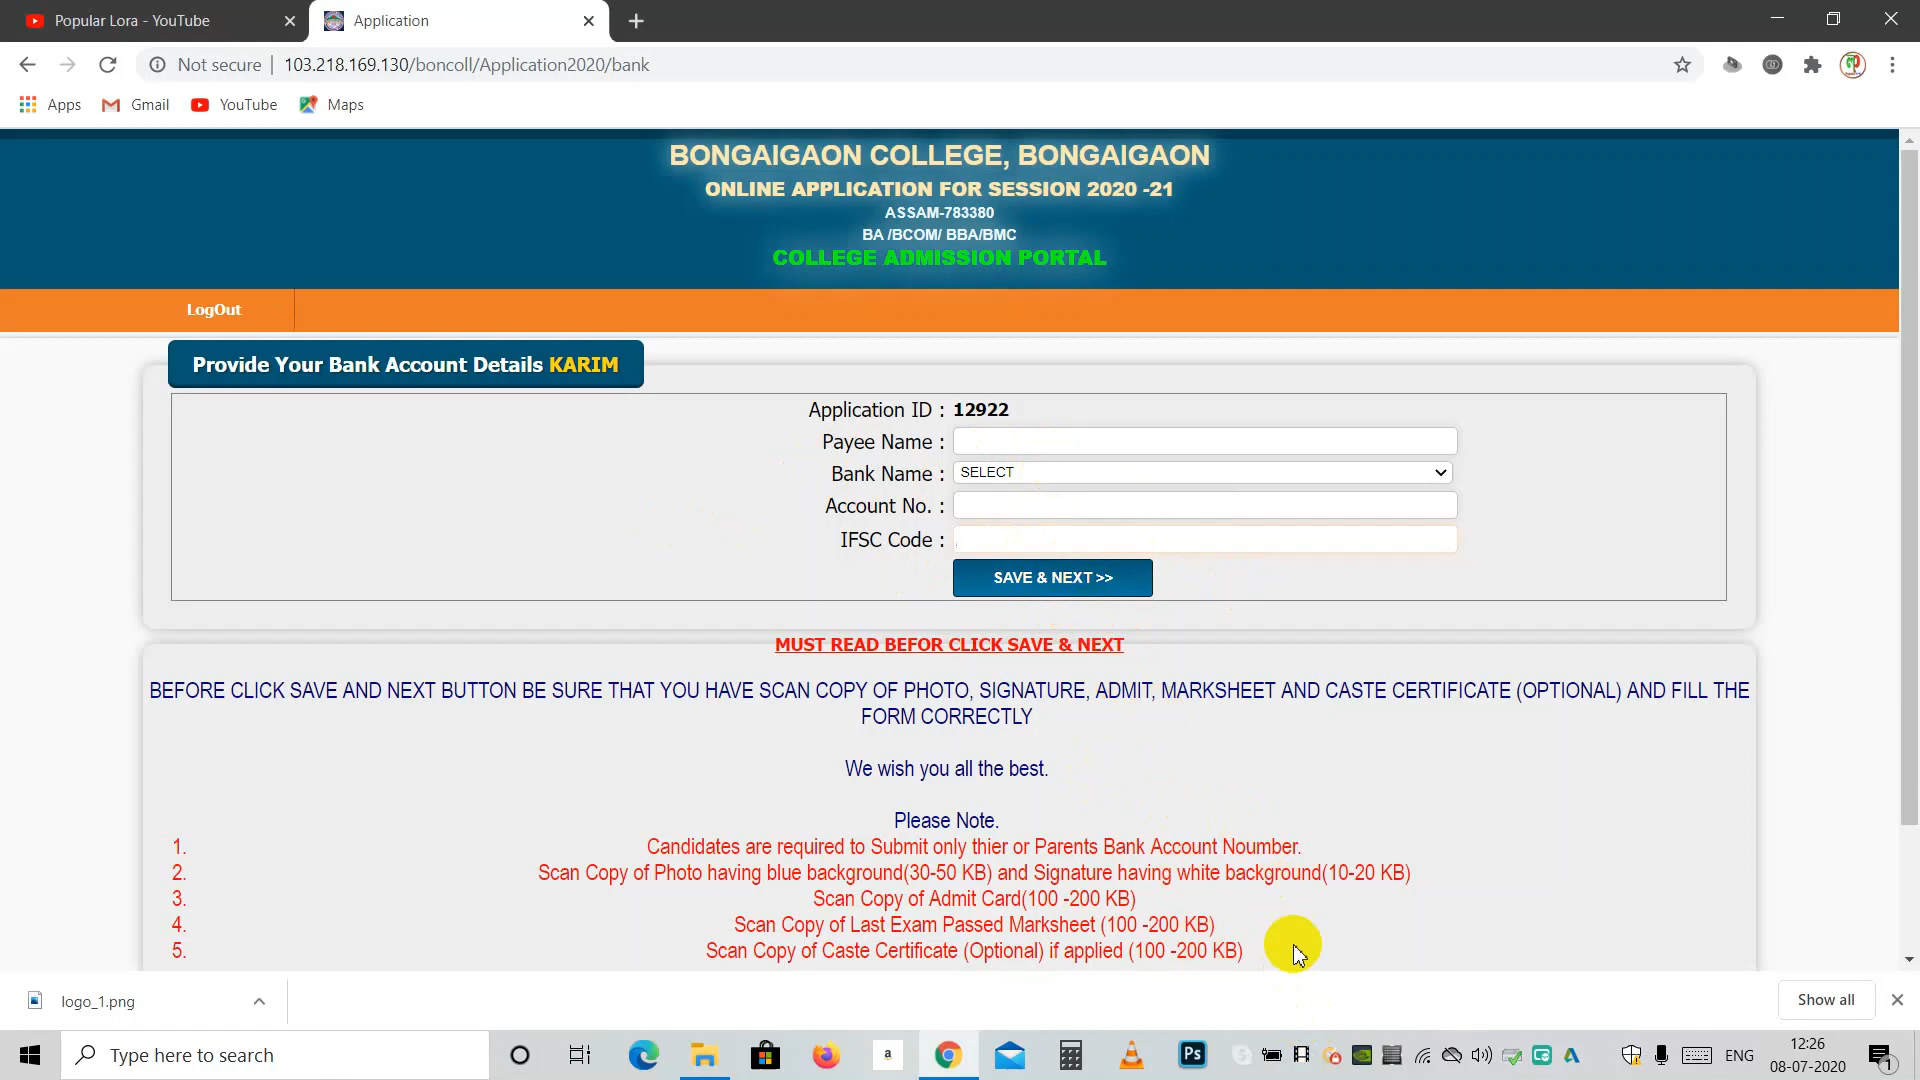 Popular Lora - YouTube
Application
Not secure
103.218.169.130/boncoll/Application2020/bank
Apps
Gmail
YouTube
Maps
BONGAIGAON COLLEGE, BONGAIGAON
ONLINE APPLICATION FOR SESSION 2020 -21
ASSAM-783380
BA /BCOM/ BBA/BMC
COLLEGE ADMISSION PORTAL
LogOut
Provide Your Bank Account Details KARIM
Application ID : 12922
Payee Name :
Bank Name : SELECT
Account No. :
IFSC Code :
SAVE & NEXT >>
MUST READ BEFOR CLICK SAVE & NEXT
BEFORE CLICK SAVE AND NEXT BUTTON BE SURE THAT YOU HAVE SCAN COPY OF PHOTO, SIGNATURE, ADMIT, MARKSHEET AND CASTE CERTIFICATE (OPTIONAL) AND FILL THE
FORM CORRECTLY
We wish you all the best.
Please Note.
1. Candidates are required to Submit only thier or Parents Bank Account Noumber.
2. Scan Copy of Photo having blue background(30-50 KB) and Signature having white background(10-20 KB)
3. Scan Copy of Admit Card(100 -200 KB)
4. Scan Copy of Last Exam Passed Marksheet (100 -200 KB)
5. Scan Copy of Caste Certificate (Optional) if applied (100 -200 KB)
logo_1.png
Show all
Type here to search
a
Ps
ENG
12:26
08-07-2020
1